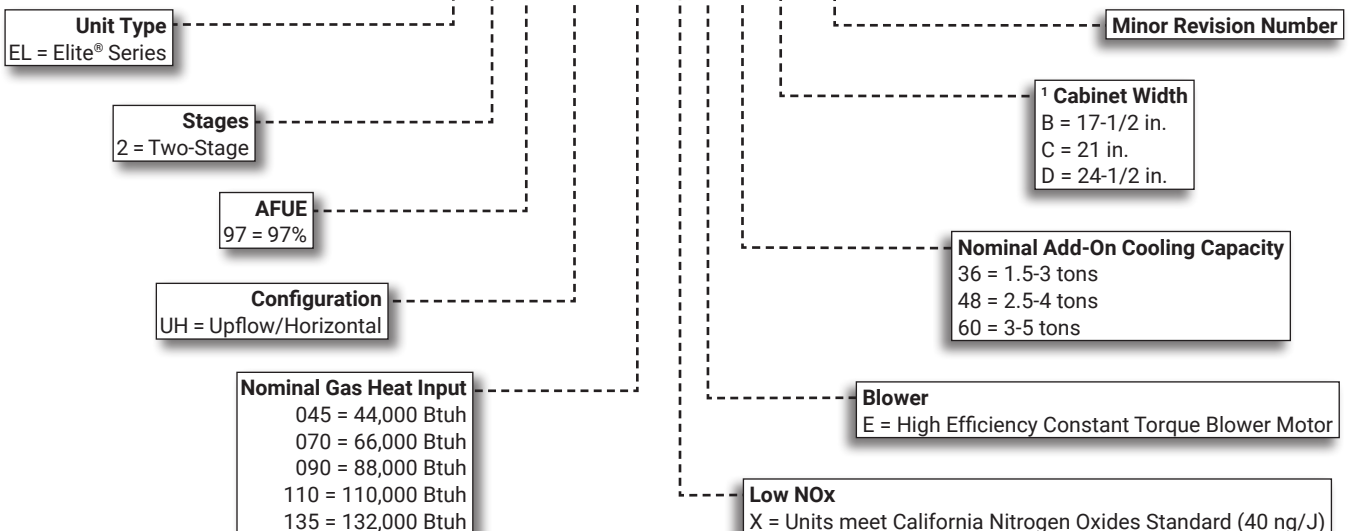 Unit Type
EL = Elite® Series
Stages
2 = Two-Stage
AFUE
97 = 97%
Configuration
UH = Upflow/Horizontal
Nominal Gas Heat Input
045 = 44,000 Btuh
070 = 66,000 Btuh
090 = 88,000 Btuh
110 = 110,000 Btuh
135 = 132,000 Btuh
Minor Revision Number
¹ Cabinet Width
B = 17-1/2 in.
C = 21 in.
D = 24-1/2 in.
Nominal Add-On Cooling Capacity
36 = 1.5-3 tons
48 = 2.5-4 tons
60 = 3-5 tons
Blower
E = High Efficiency Constant Torque Blower Motor
Low NOx
X = Units meet California Nitrogen Oxides Standard (40 ng/J)